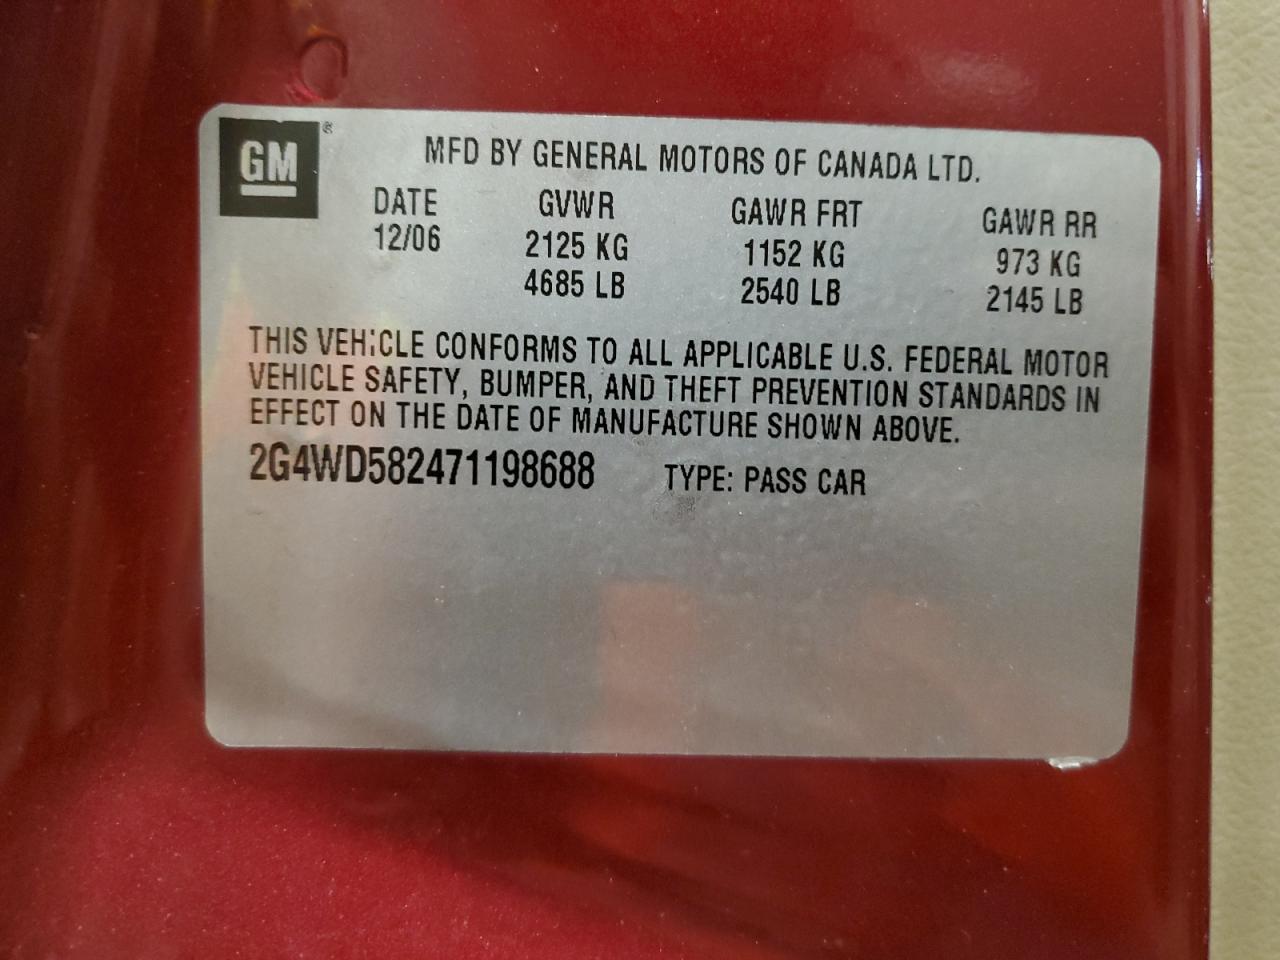 GM®
MFD BY GENERAL MOTORS OF CANADA LTD.
DATE GVWR GAWR FRT GAWR RR
12/06 2125 KG 1152 KG 973 KG
4685 LB 2540 LB 2145 LB
THIS VEHICLE CONFORMS TO ALL APPLICABLE U.S. FEDERAL MOTOR
VEHICLE SAFETY, BUMPER, AND THEFT PREVENTION STANDARDS IN
EFFECT ON THE DATE OF MANUFACTURE SHOWN ABOVE.
2G4WD582471198688 TYPE: PASS CAR